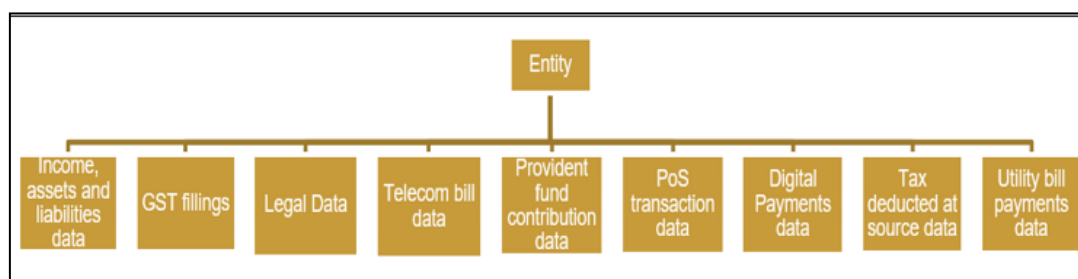 Entity
Income,
assets and
liabilities
data
GST fillings
Legal Data
Telecom bill
data
Provident
fund
contribution
data
PoS
transaction
data
Digital
Payments
data
Tax
deducted at
source data
Utility bill
payments
data